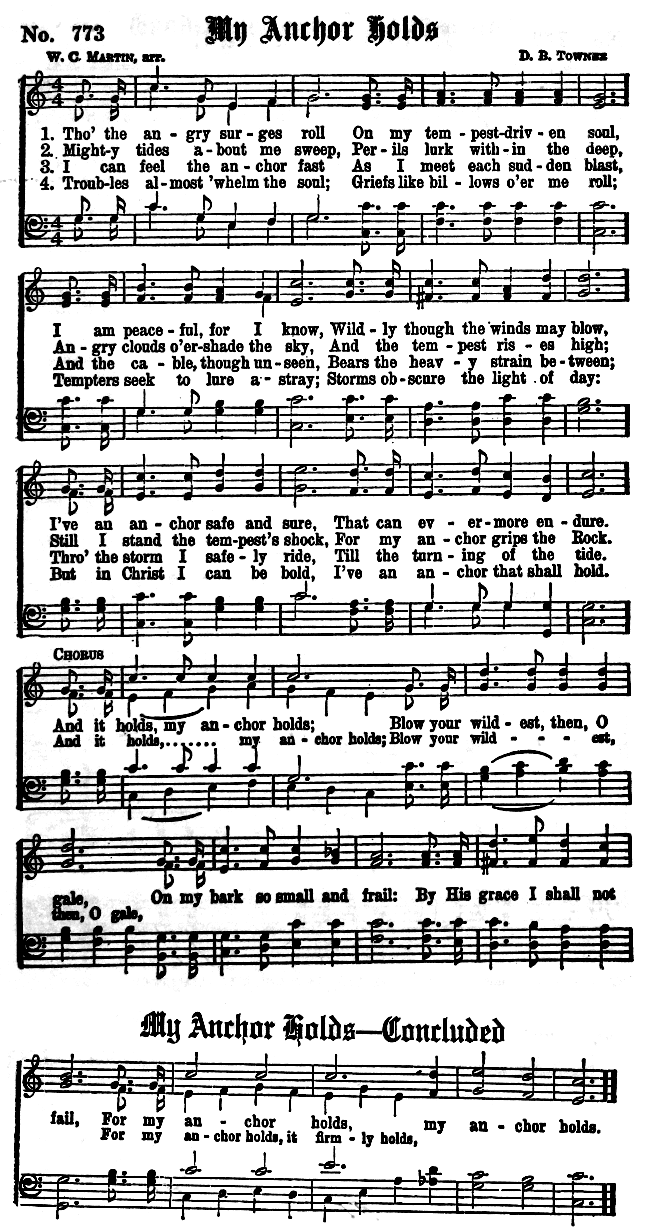 No. 773 My Anchor Holds
W. C. MARTIN, arr. D. B. TOWNER
1. Tho' the an - gry sur - ges roll On my tem - pest-driv - en soul,
2. Might-y tides a - bout me sweep, Per - ils lurk with - in the deep,
3. I can feel the an - chor fast As I meet each sud - den blast,
4. Troub-les al-most 'whelm the soul; Griefs like bil - lows o'er me roll;
I am peace - ful, for I know, Wild - ly though the winds may blow,
An - gry clouds o'er-shade the sky, And the tem - pest ris - es high;
And the ca - ble, though un - seen, Bears the heav - y strain be - tween;
Tempters seek to lure a - stray; Storms ob - scure the light of day:
I've an an - chor safe and sure, That can ev - er-more en - dure.
Still I stand the tem-pest's shock, For my an - chor grips the Rock.
Thro' the storm I safe - ly ride, Till the turn - ing of the tide.
But in Christ I can be bold, I've an an - chor that shall hold.
CHORUS
And it holds, my an - chor holds; Blow your wild - est, then, O
And it holds,........ my an - chor holds; Blow your wild - - - est,
gale, On my bark so small and frail: By His grace I shall not
then, O gale,
My Anchor Holds—Concluded
fail, For my an - chor holds, my an - chor holds.
For my an - chor holds, it firm - ly holds,